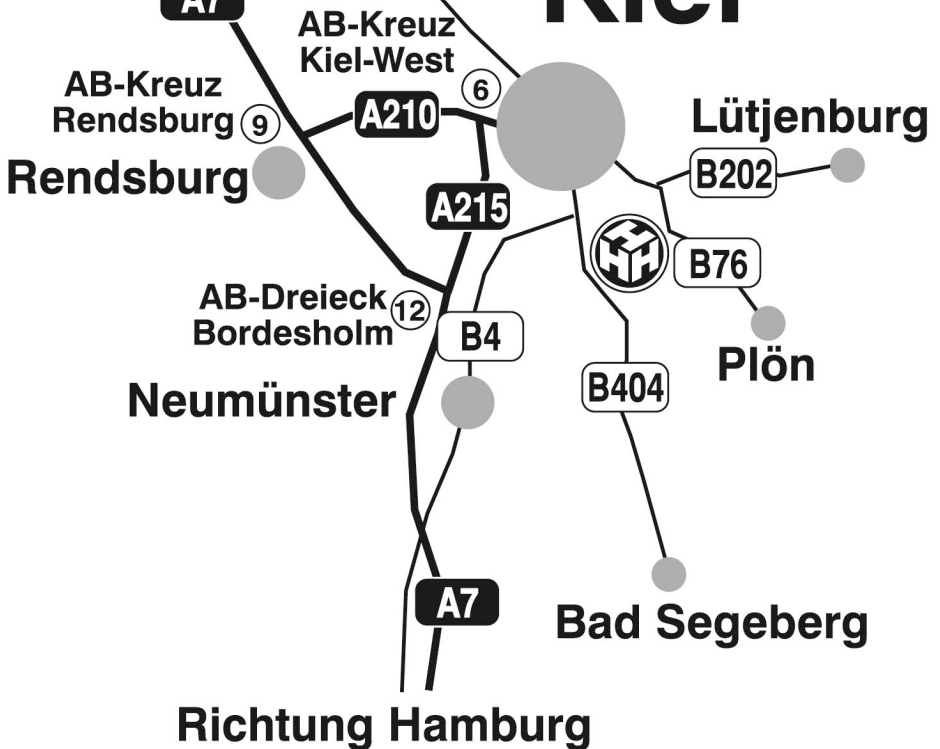 A7
Kiel
AB-Kreuz
Kiel-West
6
AB-Kreuz
Rendsburg
9
A210
Lütjenburg
Rendsburg
B202
A215
HHH
B76
AB-Dreieck
Bordesholm
12
B4
Plön
B404
Neumünster
A7
Bad Segeberg
Richtung Hamburg